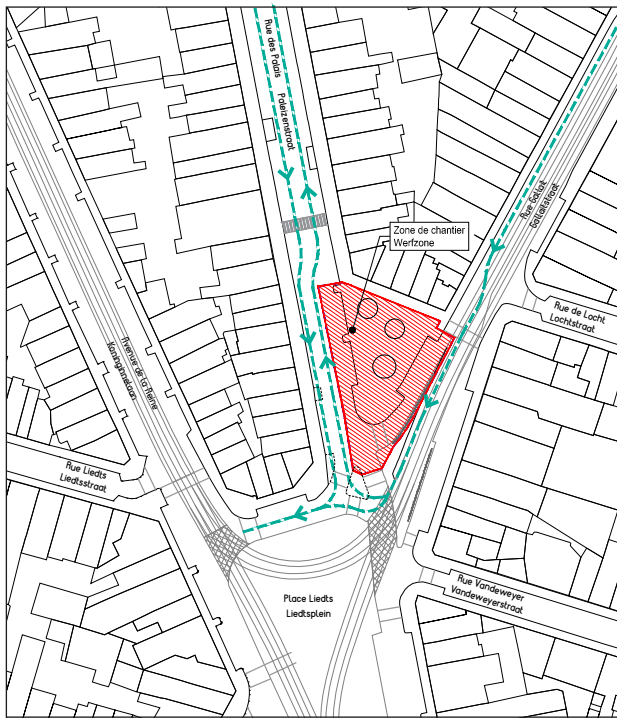 Rue des Palais
Paleizenstraat
Rue Gallait
Gallaitstraat
Zone de chantier
Werfzone
Rue de Locht
Lochtstraat
Avenue de la Reine
Koninginnelaan
Rue Liedts
Liedtsstraat
Rue Vandeweyer
Vandeweyerstraat
Place Liedts
Liedtsplein